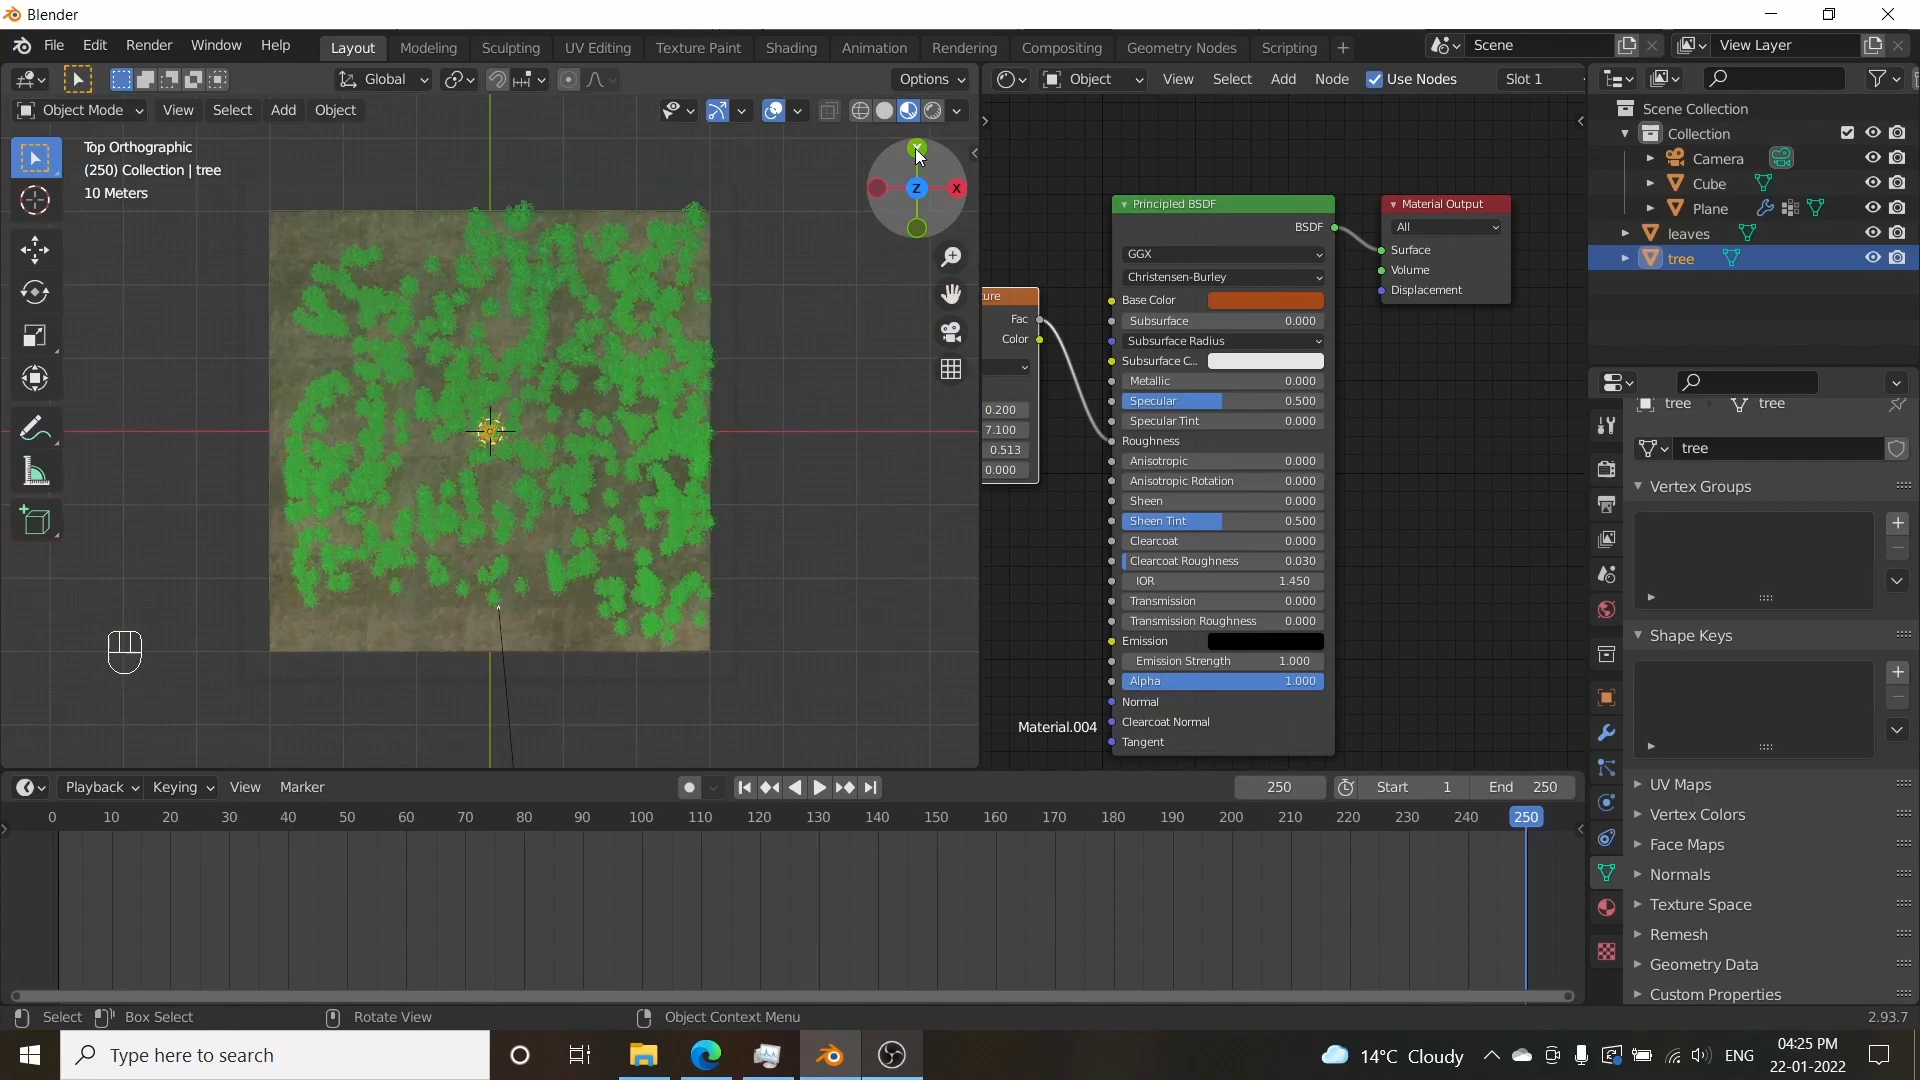 Blender
File Edit Render Window Help
Layout Modeling Sculpting UV Editing Texture Paint Shading Animation Rendering Compositing Geometry Nodes Scripting +
Scene
View Layer
Global
Options
Object Mode View Select Add Object
Top Orthographic
(250) Collection | tree
10 Meters
Y
Z
X
Object View Select Add Node Use Nodes Slot 1
ure
Fac
Color
0.200
7.100
0.513
0.000
Principled BSDF
BSDF
GGX
Christensen-Burley
Base Color
Subsurface 0.000
Subsurface Radius
Subsurface C...
Metallic 0.000
Specular 0.500
Specular Tint 0.000
Roughness
Anisotropic 0.000
Anisotropic Rotation 0.000
Sheen 0.000
Sheen Tint 0.500
Clearcoat 0.000
Clearcoat Roughness 0.030
IOR 1.450
Transmission 0.000
Transmission Roughness 0.000
Emission
Emission Strength 1.000
Alpha 1.000
Normal
Clearcoat Normal
Tangent
Material.004
Material Output
All
Surface
Volume
Displacement
Scene Collection
Collection
Camera
Cube
Plane
leaves
tree
tree tree
tree
Vertex Groups
Shape Keys
UV Maps
Vertex Colors
Face Maps
Normals
Texture Space
Remesh
Geometry Data
Custom Properties
Playback Keying View Marker
250 Start 1 End 250
0 10 20 30 40 50 60 70 80 90 100 110 120 130 140 150 160 170 180 190 200 210 220 230 240 250
Select Box Select Rotate View Object Context Menu 2.93.7
Type here to search
14°C Cloudy
ENG
04:25 PM
22-01-2022